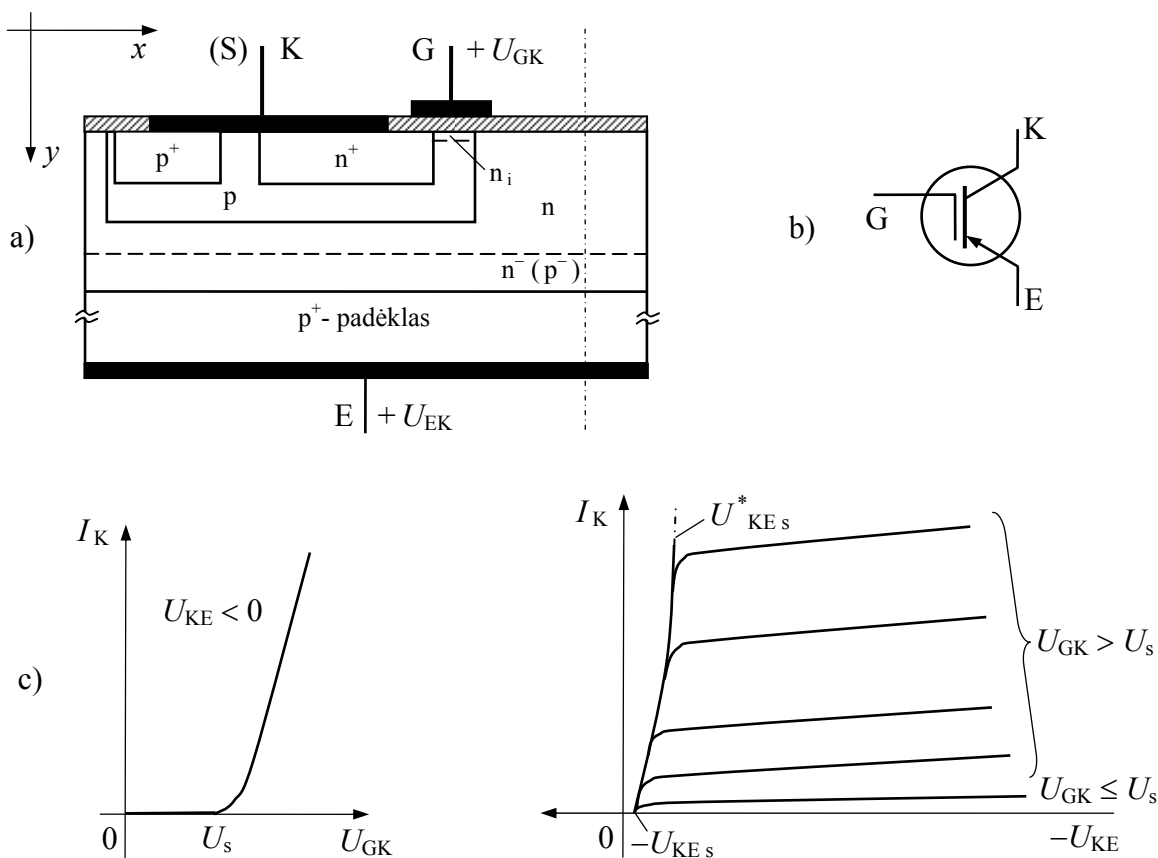 x
(S) K
G + U_GK
y
p⁺
n⁺
n_i
p
n
a)
n⁻ (p⁻)
p⁺- padėklas
E + U_EK
b)
K
G
E
c)
I_K
U_KE < 0
0
U_s
U_GK
I_K
U*_KE s
U_GK > U_s
U_GK ≤ U_s
0
−U_KE s
−U_KE